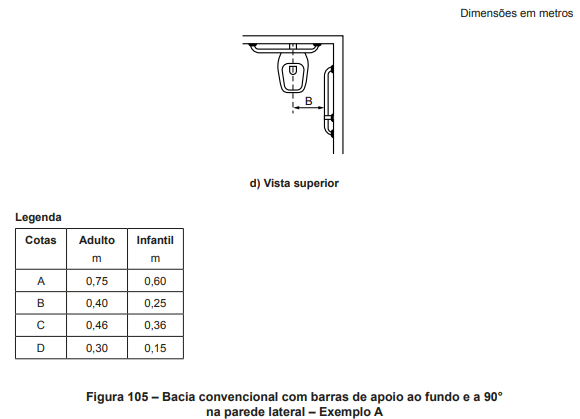 Dimensões em metros
B
d) Vista superior
Legenda
Cotas Adulto Infantil
m m
A 0,75 0,60
B 0,40 0,25
C 0,46 0,36
D 0,30 0,15
Figura 105 – Bacia convencional com barras de apoio ao fundo e a 90°
na parede lateral – Exemplo A